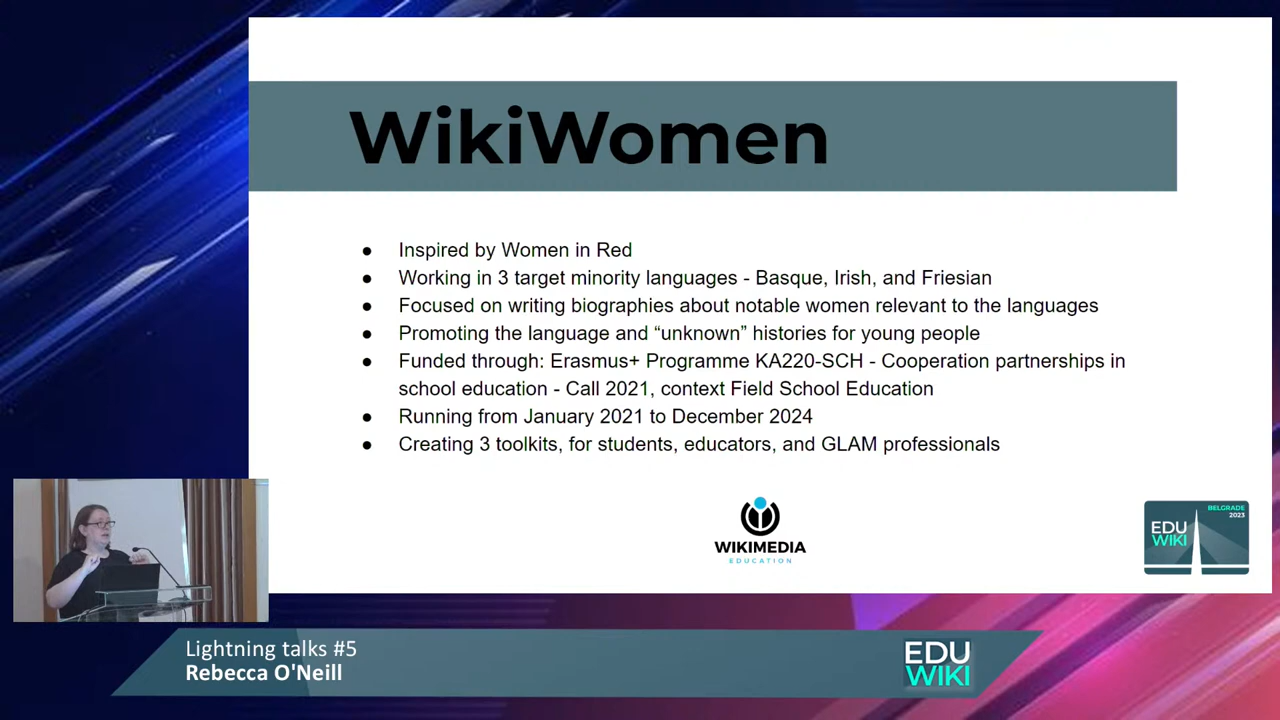 WikiWomen
● Inspired by Women in Red
● Working in 3 target minority languages - Basque, Irish, and Friesian
● Focused on writing biographies about notable women relevant to the languages
● Promoting the language and “unknown” histories for young people
● Funded through: Erasmus+ Programme KA220-SCH - Cooperation partnerships in
school education - Call 2021, context Field School Education
● Running from January 2021 to December 2024
● Creating 3 toolkits, for students, educators, and GLAM professionals
WIKIMEDIA
EDUCATION
BELGRADE
2023
EDU
WIKI
Lightning talks #5
Rebecca O'Neill
EDU
WIKI